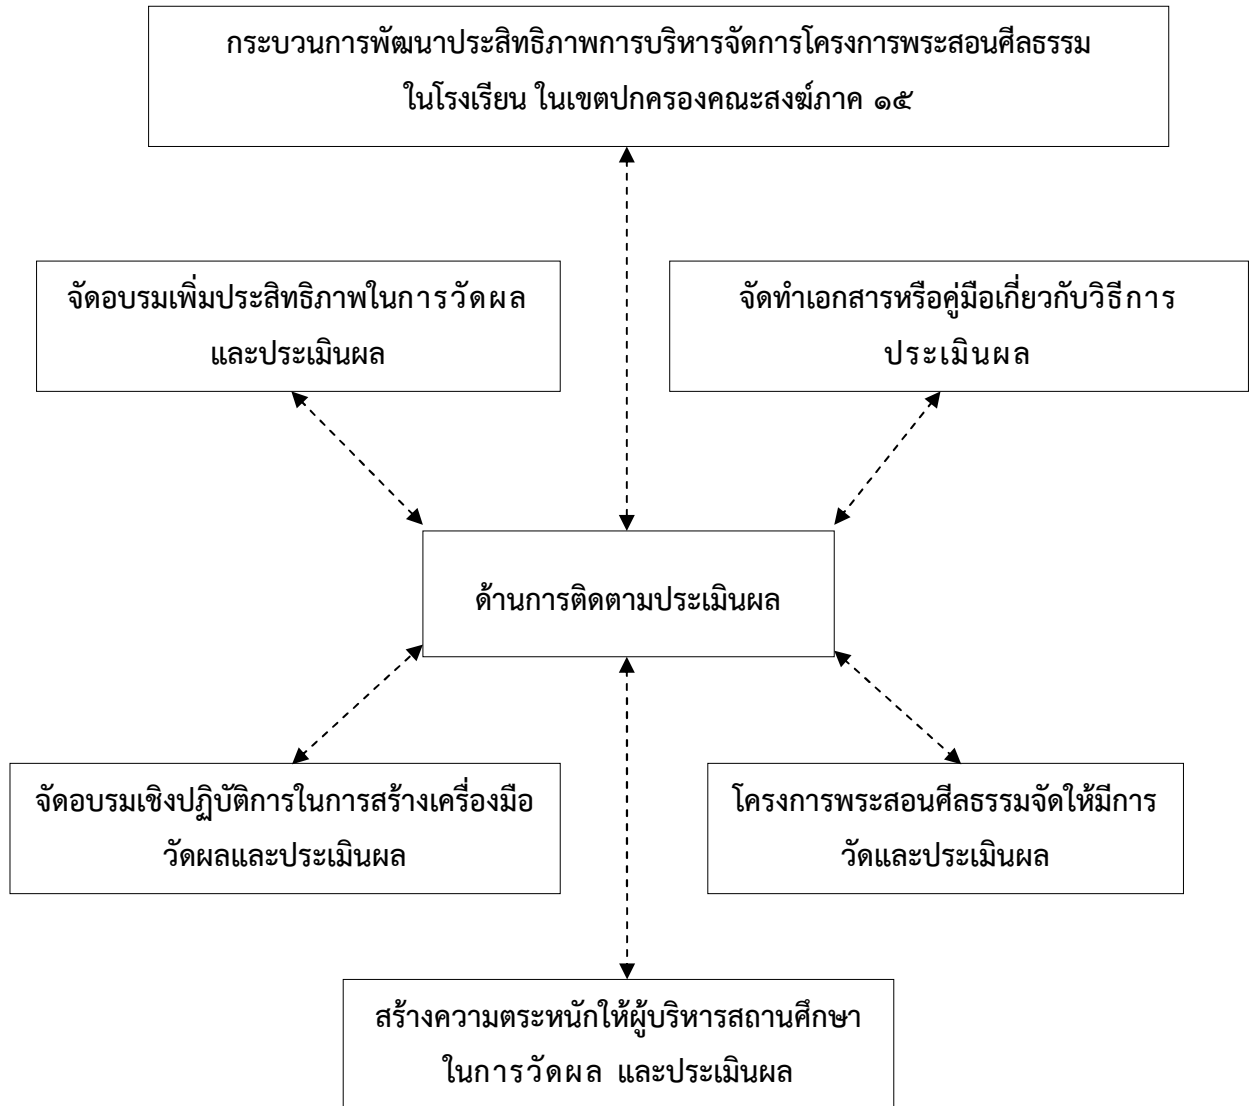 กระบวนการพัฒนาประสิทธิภาพการบริหารจัดการโครงการพระสอนศีลธรรม
ในโรงเรียน ในเขตปกครองคณะสงฆ์ภาค ๑๕
จัดอบรมเพิ่มประสิทธิภาพในการวัดผล
และประเมินผล
จัดทำเอกสารหรือคู่มือเกี่ยวกับวิธีการ
ประเมินผล
ด้านการติดตามประเมินผล
จัดอบรมเชิงปฏิบัติการในการสร้างเครื่องมือ
วัดผลและประเมินผล
โครงการพระสอนศีลธรรมจัดให้มีการ
วัดและประเมินผล
สร้างความตระหนักให้ผู้บริหารสถานศึกษา
ในการวัดผล และประเมินผล